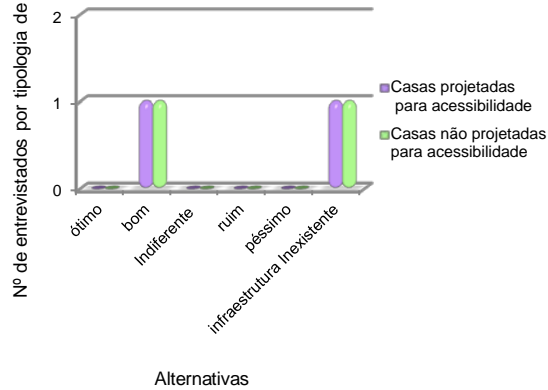 Nº de entrevistados por tipologia de
2
1
0
ótimo
bom
Indiferente
ruim
péssimo
infraestrutura Inexistente
Alternativas
Casas projetadas
para acessibilidade
Casas não projetadas
para acessibilidade